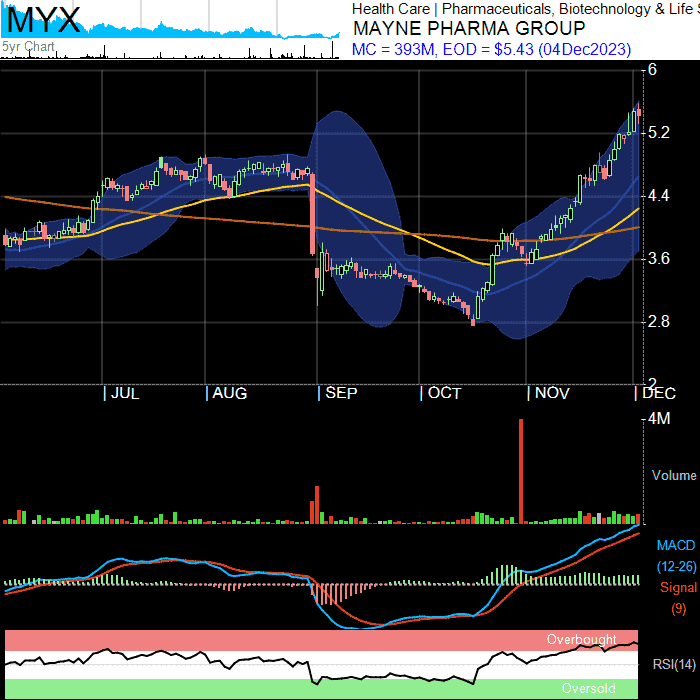 MYX
5yr Chart
Health Care | Pharmaceuticals, Biotechnology & Life S
MAYNE PHARMA GROUP
MC = 393M, EOD = $5.43 (04Dec2023)
6
5.2
4.4
3.6
2.8
2
| JUL | AUG | SEP | OCT | NOV | DEC
4M
Volume
MACD
(12-26)
Signal
(9)
Overbought
RSI(14)
Oversold